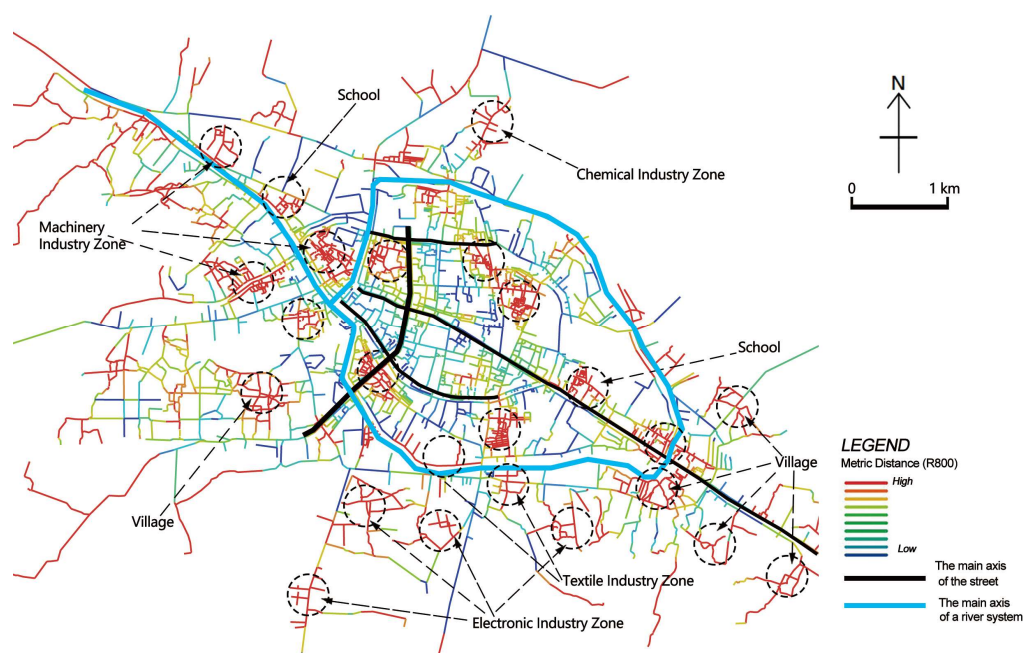 School
N
Chemical Industry Zone
0 1 km
Machinery
Industry Zone
School
LEGEND
Metric Distance (R800)
High
Low
Village
Village
Textile Industry Zone
The main axis
of the street
Electronic Industry Zone
The main axis
of a river system